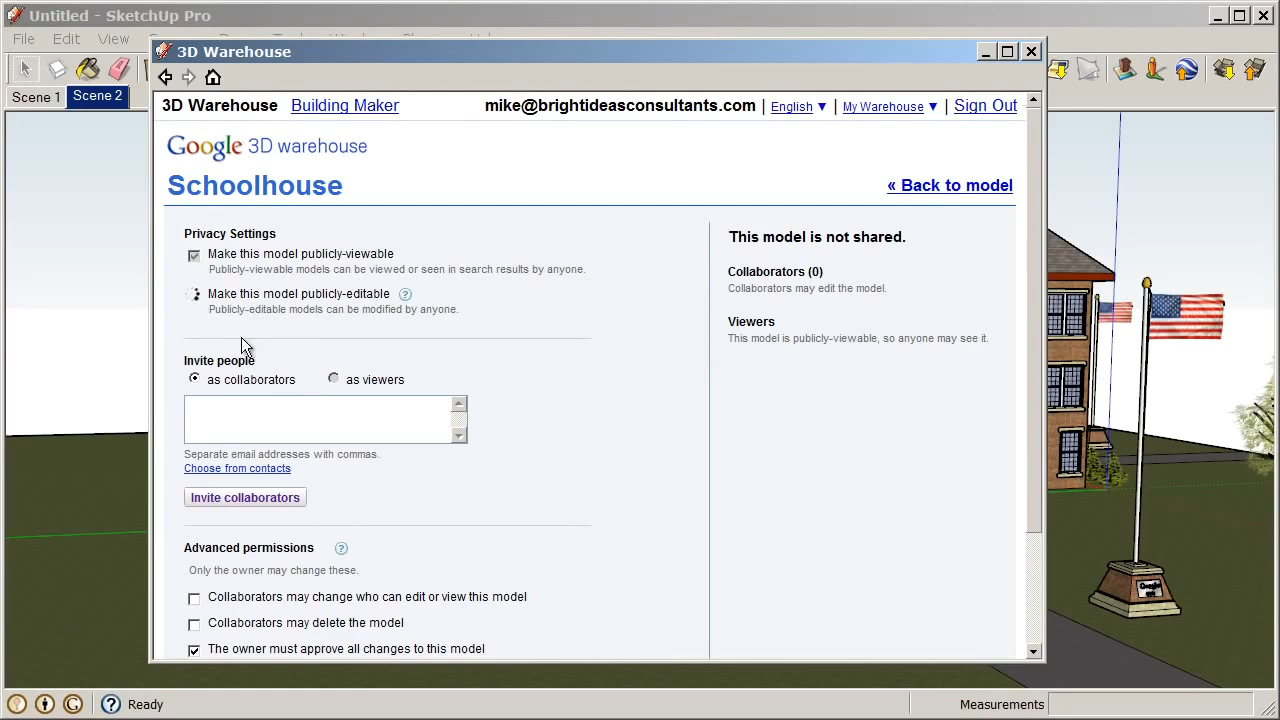 Untitled - SketchUp Pro
File Edit View
Scene 1 Scene 2
3D Warehouse
3D Warehouse Building Maker mike@brightideasconsultants.com | English ▼ | My Warehouse ▼ | Sign Out
Google 3D warehouse
Schoolhouse « Back to model
Privacy Settings
Make this model publicly-viewable
Publicly-viewable models can be viewed or seen in search results by anyone.
Make this model publicly-editable ?
Publicly-editable models can be modified by anyone.
Invite people
as collaborators as viewers
Separate email addresses with commas.
Choose from contacts
Invite collaborators
Advanced permissions ?
Only the owner may change these.
Collaborators may change who can edit or view this model
Collaborators may delete the model
The owner must approve all changes to this model
This model is not shared.
Collaborators (0)
Collaborators may edit the model.
Viewers
This model is publicly-viewable, so anyone may see it.
Ready
Measurements